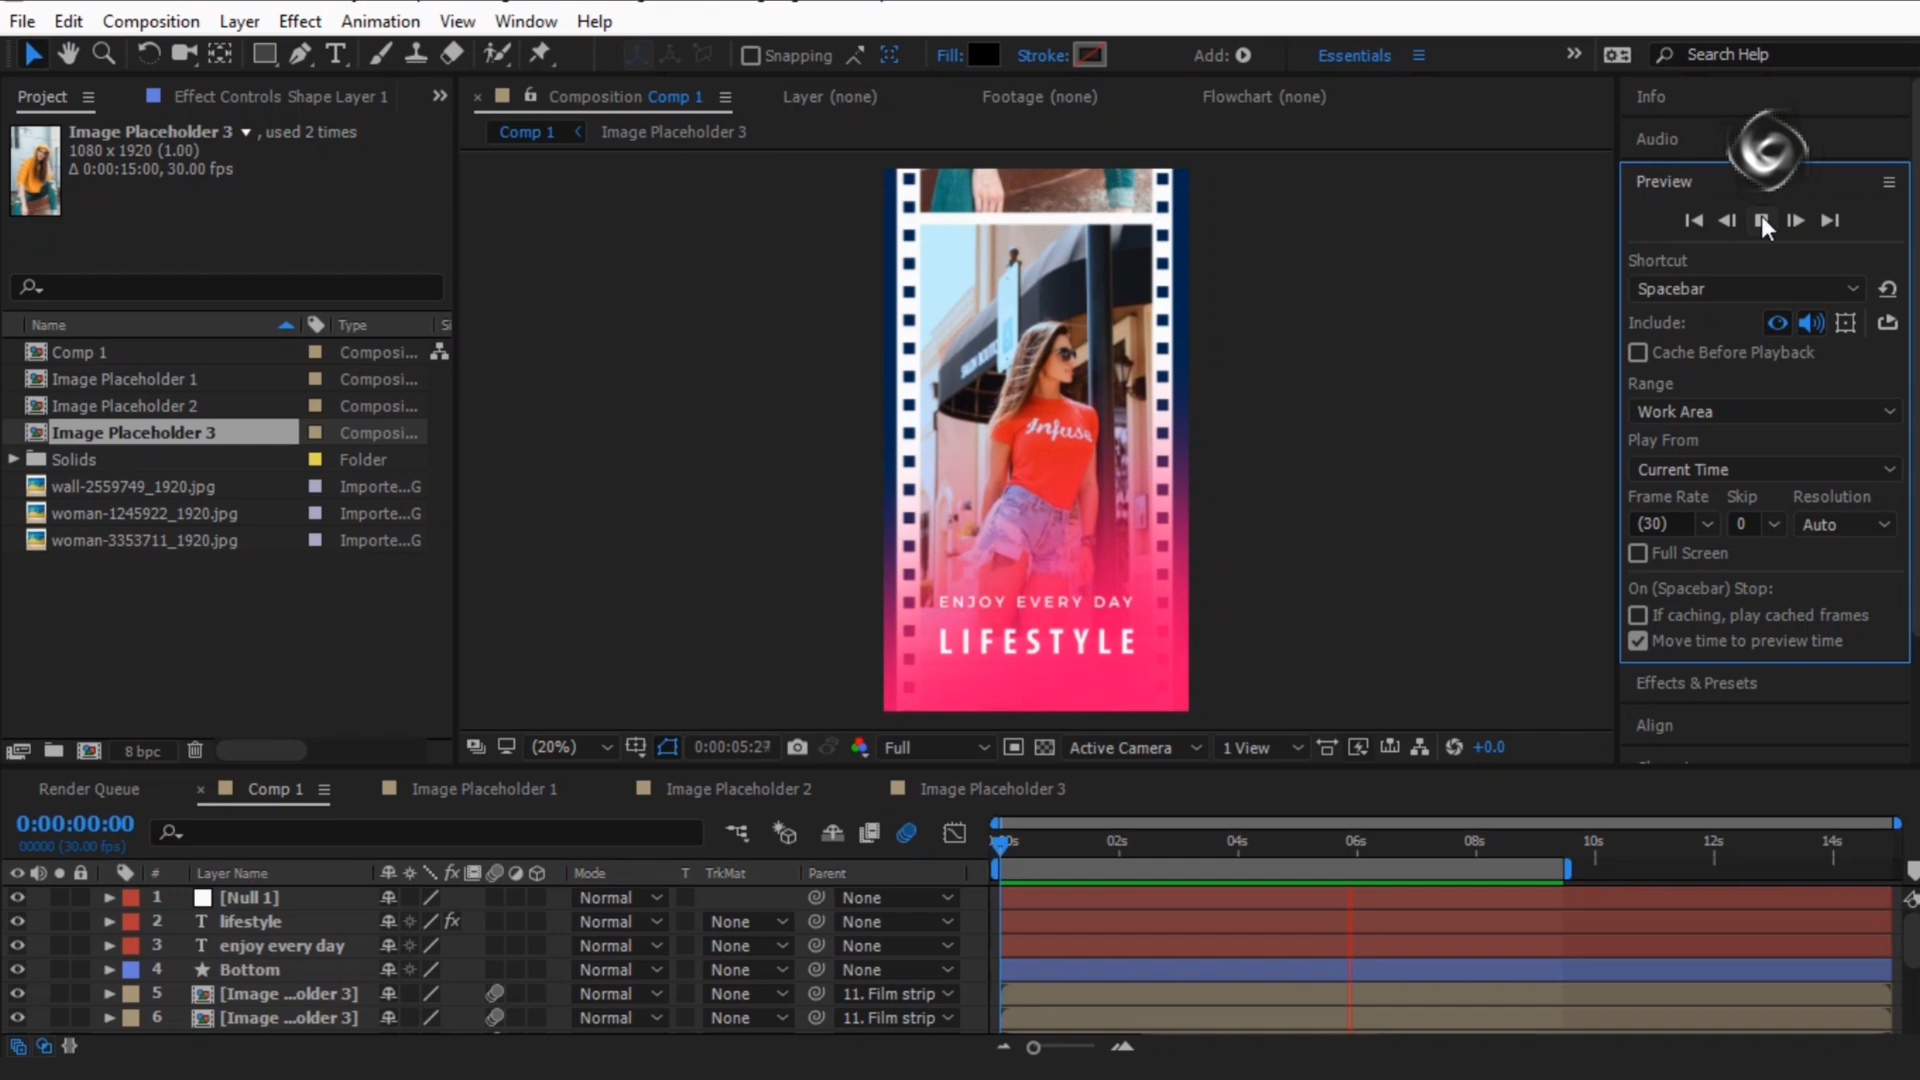 File Edit Composition Layer Effect Animation View Window Help
Snapping Fill: Stroke: Add: Essentials Search Help
Project Effect Controls Shape Layer 1
Composition Comp 1 Layer (none) Footage (none) Flowchart (none)
Comp 1 Image Placeholder 3
Image Placeholder 3 , used 2 times
1080 x 1920 (1.00)
Δ 0:00:15:00, 30.00 fps
Name Type Si
Comp 1 Composi...
Image Placeholder 1 Composi...
Image Placeholder 2 Composi...
Image Placeholder 3 Composi...
Solids Folder
wall-2559749_1920.jpg Importe...G
woman-1245922_1920.jpg Importe...G
woman-3353711_1920.jpg Importe...G
8 bpc
Infuse
ENJOY EVERY DAY
LIFESTYLE
(20%) 0:00:05:27 Full Active Camera 1 View +0.0
Info
Audio
Preview
Shortcut
Spacebar
Include:
Cache Before Playback
Range
Work Area
Play From
Current Time
Frame Rate Skip Resolution
(30) 0 Auto
Full Screen
On (Spacebar) Stop:
If caching, play cached frames
Move time to preview time
Effects & Presets
Align
Render Queue Comp 1 Image Placeholder 1 Image Placeholder 2 Image Placeholder 3
0:00:00:00
00000 (30.00 fps)
02s 04s 06s 08s 10s 12s 14s
# Layer Name fx Mode T TrkMat Parent
1 [Null 1] Normal None
2 T lifestyle fx Normal None None
3 T enjoy every day Normal None None
4 Bottom Normal None None
5 [Image ...older 3] Normal None 11. Film strip
6 [Image ...older 3] Normal None 11. Film strip